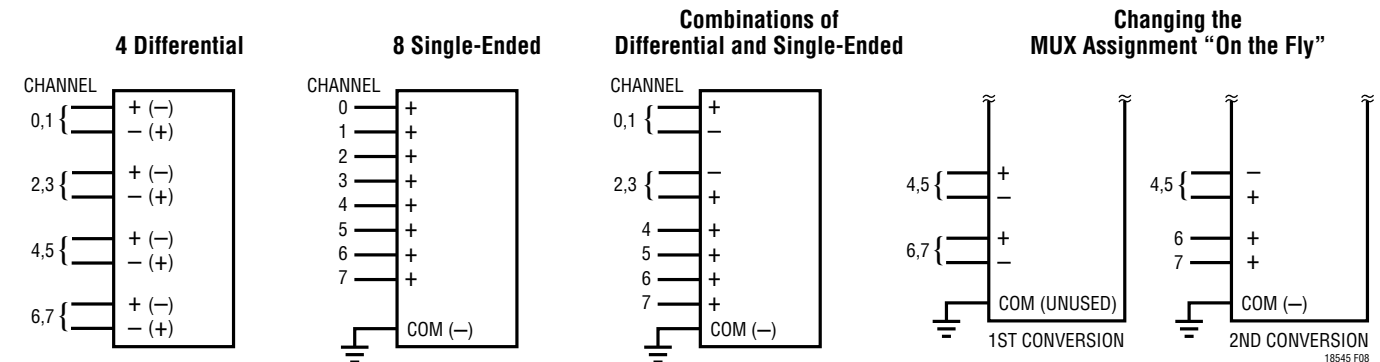 4 Differential
CHANNEL
0,1 { + (–)
– (+)
2,3 { + (–)
– (+)
4,5 { + (–)
– (+)
6,7 { + (–)
– (+)
8 Single-Ended
CHANNEL
0 +
1 +
2 +
3 +
4 +
5 +
6 +
7 +
COM (–)
Combinations of
Differential and Single-Ended
CHANNEL
0,1 { +
–
2,3 { –
+
4 +
5 +
6 +
7 +
COM (–)
Changing the
MUX Assignment “On the Fly”
4,5 { +
–
6,7 { +
–
COM (UNUSED)
1ST CONVERSION
4,5 { –
+
6 +
7 +
COM (–)
2ND CONVERSION
18545 F08